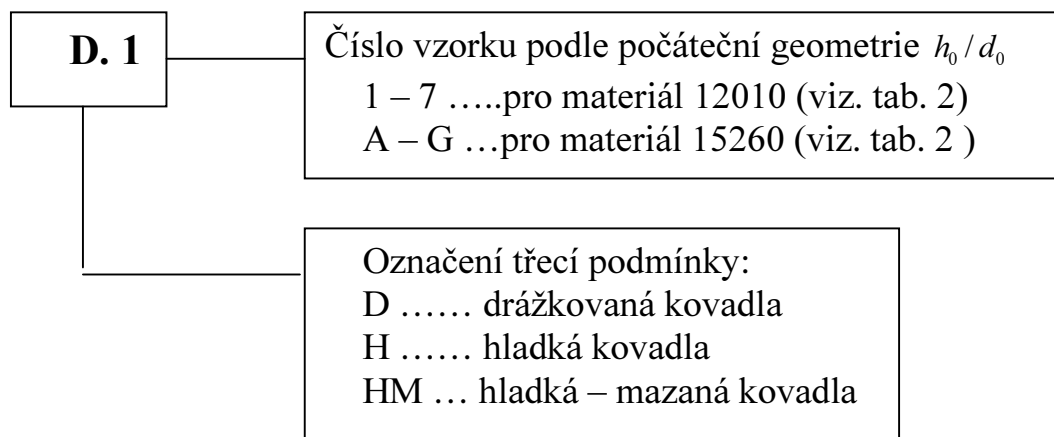 D. 1
Číslo vzorku podle počáteční geometrie h₀/d₀
1 – 7 …..pro materiál 12010 (viz. tab. 2)
A – G …pro materiál 15260 (viz. tab. 2 )
Označení třecí podmínky:
D …… drážkovaná kovadla
H …… hladká kovadla
HM … hladká – mazaná kovadla